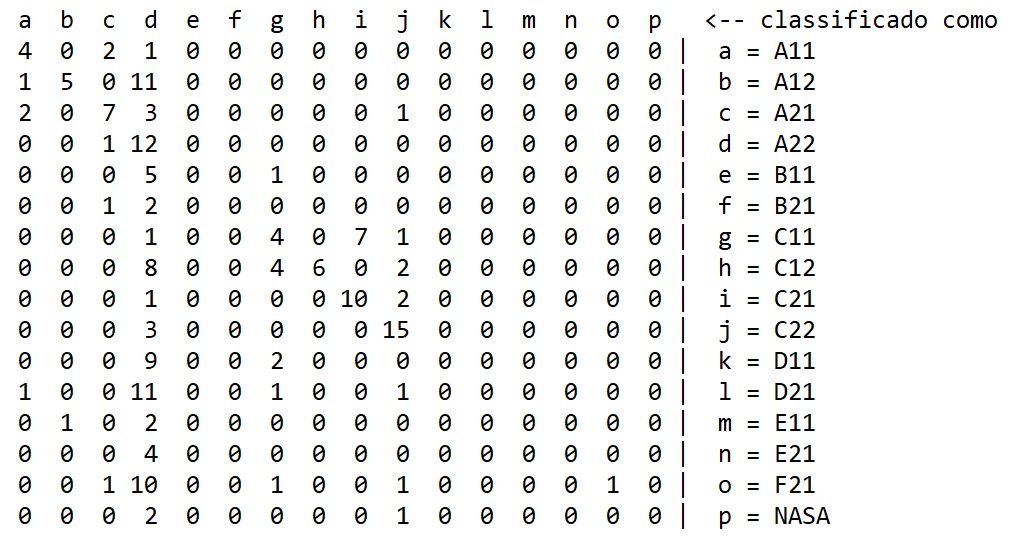 a b c d e f g h i j k l m n o p <-- classificado como
4 0 2 1 0 0 0 0 0 0 0 0 0 0 0 0 | a = A11
1 5 0 11 0 0 0 0 0 0 0 0 0 0 0 0 | b = A12
2 0 7 3 0 0 0 0 0 1 0 0 0 0 0 0 | c = A21
0 0 1 12 0 0 0 0 0 0 0 0 0 0 0 0 | d = A22
0 0 0 5 0 0 1 0 0 0 0 0 0 0 0 0 | e = B11
0 0 1 2 0 0 0 0 0 0 0 0 0 0 0 0 | f = B21
0 0 0 1 0 0 4 0 7 1 0 0 0 0 0 0 | g = C11
0 0 0 8 0 0 4 6 0 2 0 0 0 0 0 0 | h = C12
0 0 0 1 0 0 0 0 10 2 0 0 0 0 0 0 | i = C21
0 0 0 3 0 0 0 0 0 15 0 0 0 0 0 0 | j = C22
0 0 0 9 0 0 2 0 0 0 0 0 0 0 0 0 | k = D11
1 0 0 11 0 0 1 0 0 1 0 0 0 0 0 0 | l = D21
0 1 0 2 0 0 0 0 0 0 0 0 0 0 0 0 | m = E11
0 0 0 4 0 0 0 0 0 0 0 0 0 0 0 0 | n = E21
0 0 1 10 0 0 1 0 0 1 0 0 0 0 1 0 | o = F21
0 0 0 2 0 0 0 0 0 1 0 0 0 0 0 0 | p = NASA